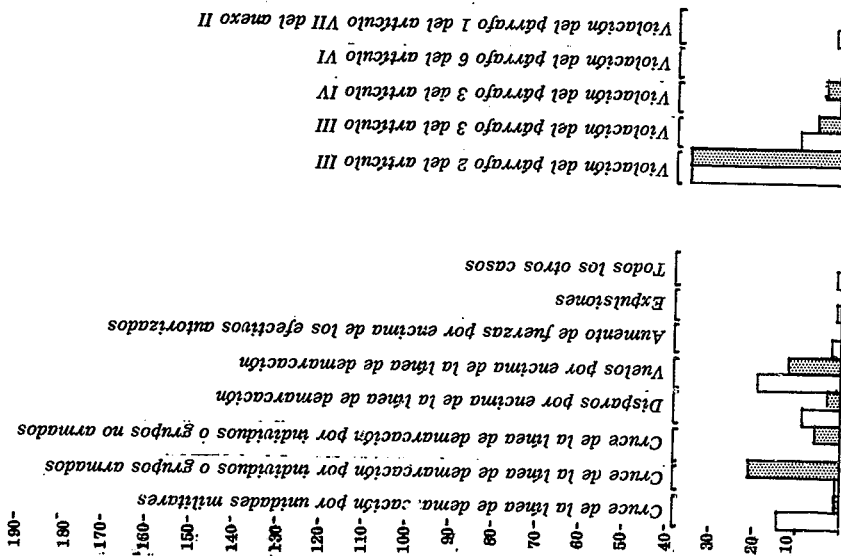 Cruce de la línea de demarcación por unidades militares
Cruce de la línea de demarcación por individuos o grupos armados
Cruce de la línea de demarcación por individuos o grupos no armados
Disparos por encima de la línea de demarcación
Vuelos por encima de la línea de demarcación
Aumento de fuerzas por encima de los efectivos autorizados
Expulsiones
Todos los otros casos
Violación del párrafo 2 del artículo III
Violación del párrafo 3 del artículo III
Violación del párrafo 3 del artículo IV
Violación del párrafo 6 del artículo VI
Violación del párrafo 1 del artículo VII del anexo II
10
20
30
40
50
60
70
80
90
100
110
120
130
140
150
160
170
180
190